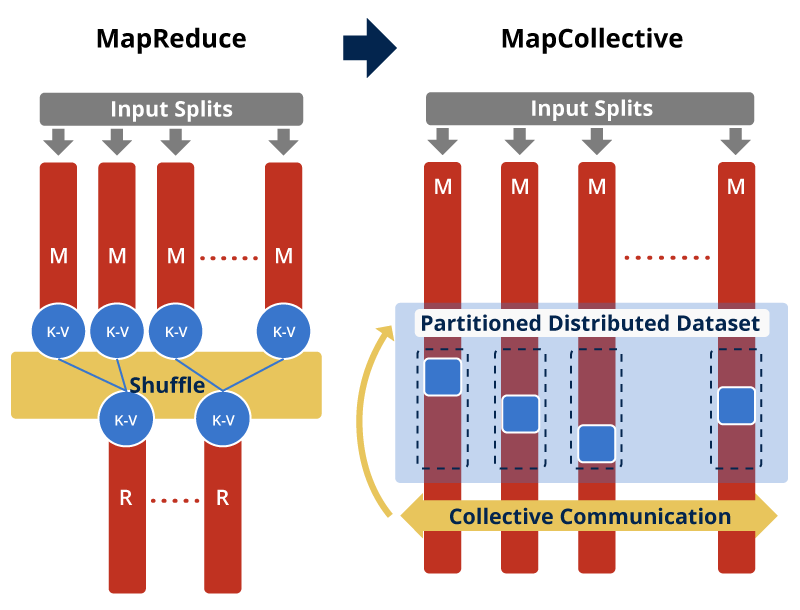 MapReduce
Input Splits
M M M M
K-V K-V K-V K-V
Shuffle
K-V K-V
R R
MapCollective
Input Splits
M M M M
Partitioned Distributed Dataset
Collective Communication